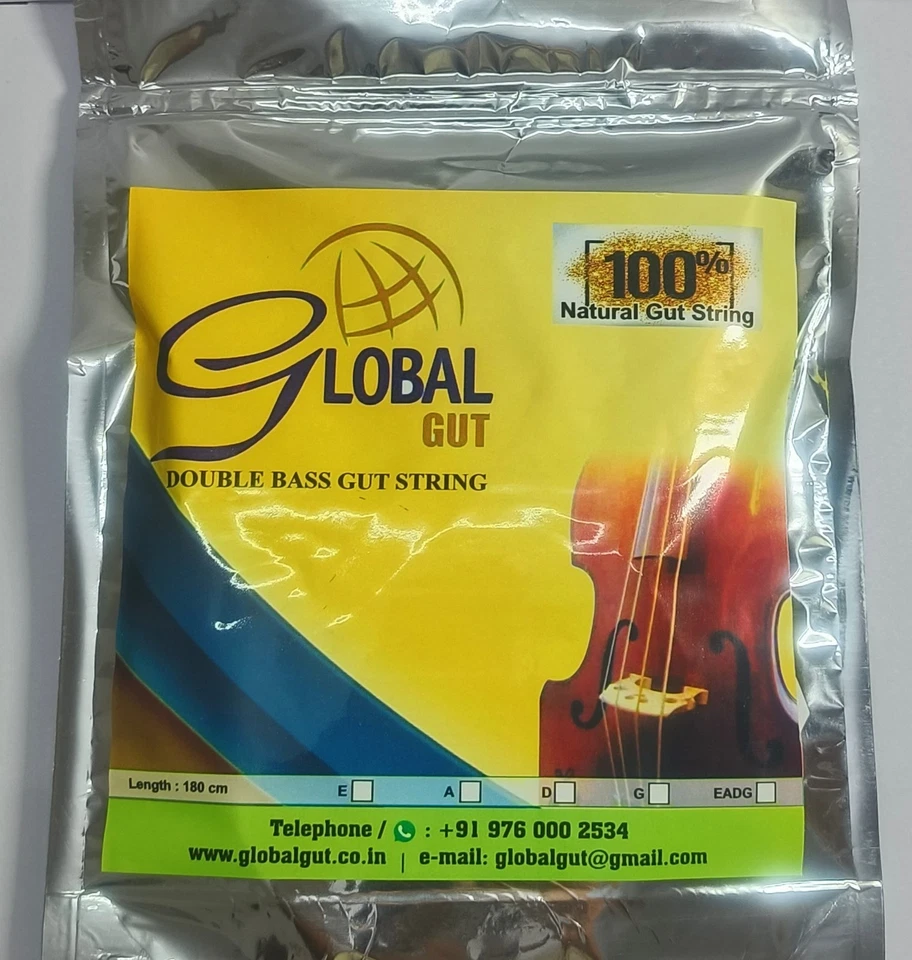 100%
Natural Gut String
GLOBAL
GUT
DOUBLE BASS GUT STRING
Length : 180 cm E A D G EADG
Telephone / : +91 976 000 2534
www.globalgut.co.in | e-mail: globalgut@gmail.com